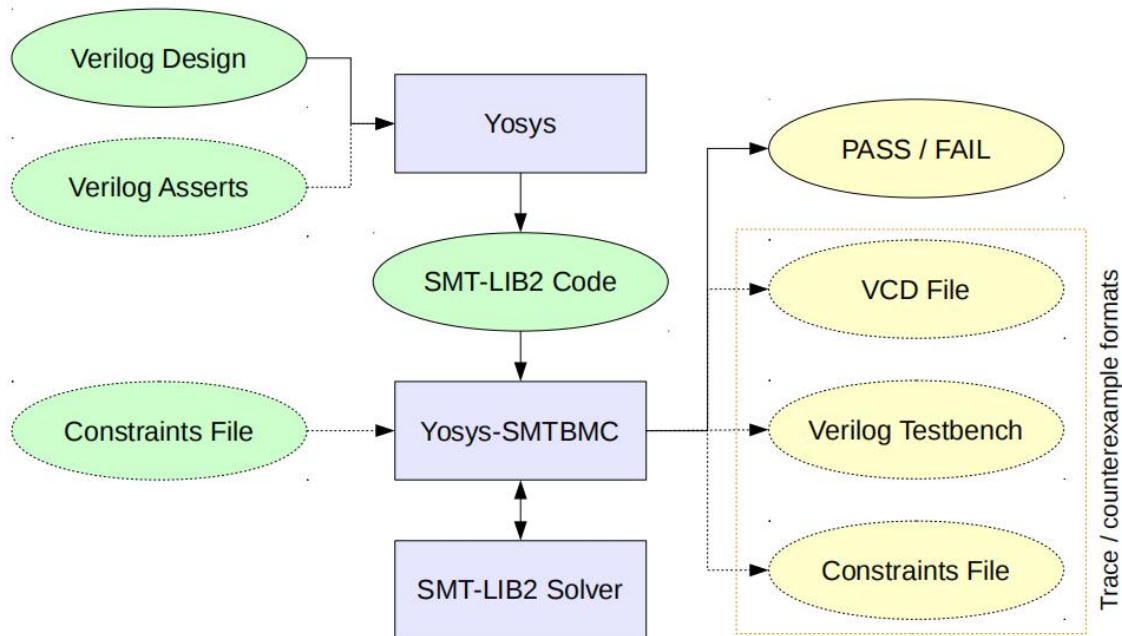 Verilog Design
Yosys
Verilog Asserts
PASS / FAIL
SMT-LIB2 Code
VCD File
Constraints File
Yosys-SMTBMC
Verilog Testbench
SMT-LIB2 Solver
Constraints File
Trace / counterexample formats